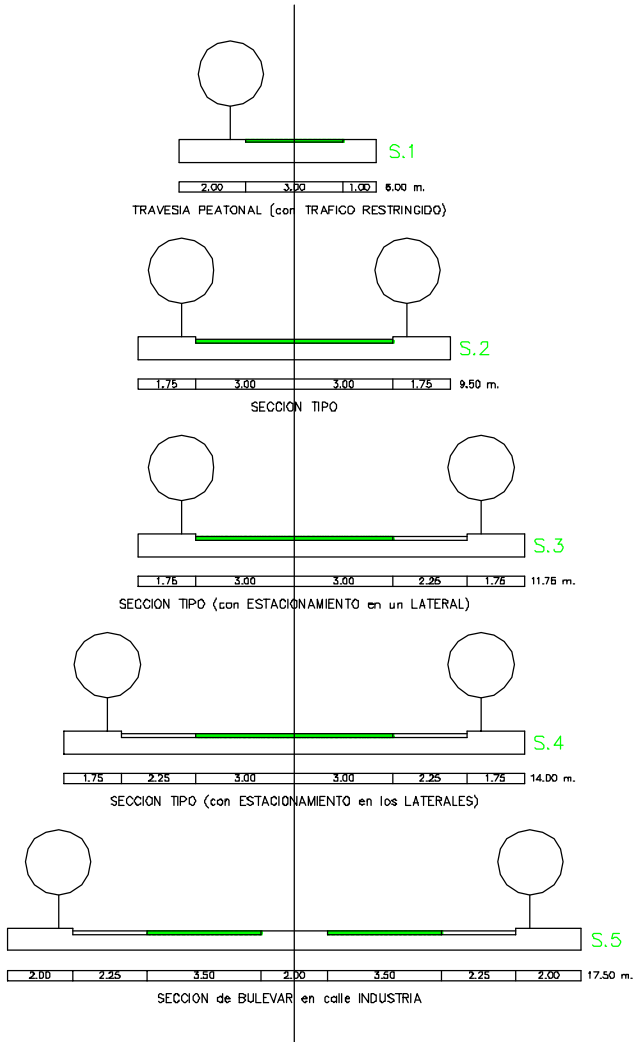 S.1
2.00 3.00 1.00 6.00 m.
TRAVESIA PEATONAL (con TRAFICO RESTRINGIDO)
S.2
1.75 3.00 3.00 1.75 9.50 m.
SECCION TIPO
S.3
1.75 3.00 3.00 2.25 1.75 11.75 m.
SECCION TIPO (con ESTACIONAMIENTO en un LATERAL)
S.4
1.75 2.25 3.00 3.00 2.25 1.75 14.00 m.
SECCION TIPO (con ESTACIONAMIENTO en los LATERALES)
S.5
2.00 2.25 3.50 2.00 3.50 2.25 2.00 17.50 m.
SECCION de BULEVAR en calle INDUSTRIA